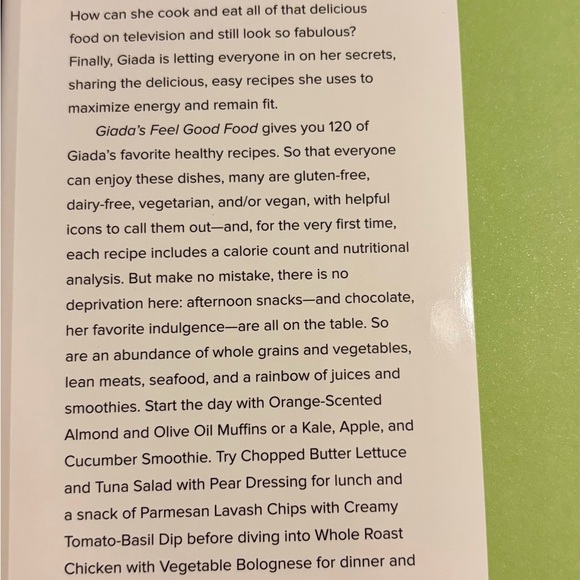 How can she cook and eat all of that delicious
food on television and still look so fabulous?
Finally, Giada is letting everyone in on her secrets,
sharing the delicious, easy recipes she uses to
maximize energy and remain fit.
Giada's Feel Good Food gives you 120 of
Giada's favorite healthy recipes. So that everyone
can enjoy these dishes, many are gluten-free,
dairy-free, vegetarian, and/or vegan, with helpful
icons to call them out—and, for the very first time,
each recipe includes a calorie count and nutritional
analysis. But make no mistake, there is no
deprivation here: afternoon snacks—and chocolate,
her favorite indulgence—are all on the table. So
are an abundance of whole grains and vegetables,
lean meats, seafood, and a rainbow of juices and
smoothies. Start the day with Orange-Scented
Almond and Olive Oil Muffins or a Kale, Apple, and
Cucumber Smoothie. Try Chopped Butter Lettuce
and Tuna Salad with Pear Dressing for lunch and
a snack of Parmesan Lavash Chips with Creamy
Tomato-Basil Dip before diving into Whole Roast
Chicken with Vegetable Bolognese for dinner and